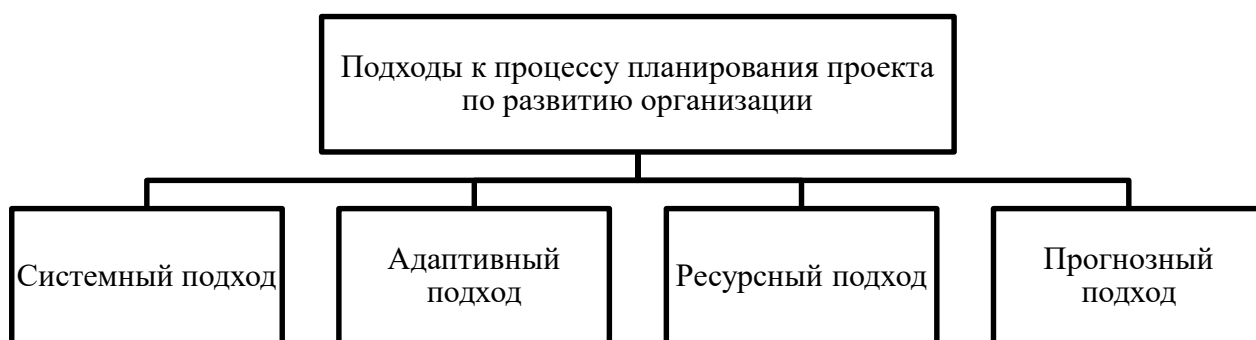 Подходы к процессу планирования проекта
по развитию организации
Системный подход
Адаптивный
подход
Ресурсный подход
Прогнозный
подход